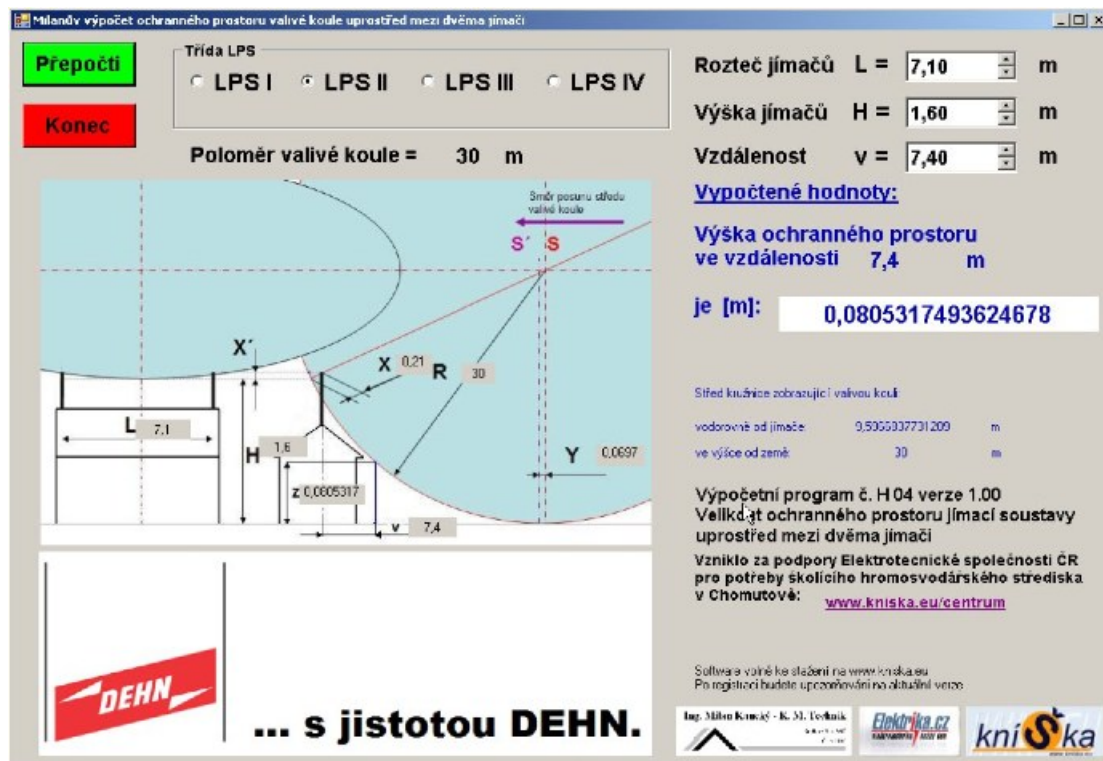 Milanův výpočet ochranného prostoru valivé koule uprostřed mezi dvěma jímači
Přepočti
Konec
Třída LPS
LPS I LPS II LPS III LPS IV
Poloměr valivé koule = 30 m
Rozteč jímačů L = 7,10 m
Výška jímačů H = 1,60 m
Vzdálenost v = 7,40 m
Vypočtené hodnoty:
Výška ochranného prostoru
ve vzdálenosti 7,4 m
je [m]: 0,0805317493624678
Směr posunu středu
valivé koule
S´ S
X´
X 0,21 R 30
L 7,1
H 1,6
Y 0,0697
z 0,0805317
v 7,4
Střed kružnice zobrazující valivou kouli:
vodorovně od jímače: m
ve výšce od země: 30 m
Výpočetní program č. H 04 verze 1.00
Velikost ochranného prostoru jímací soustavy
uprostřed mezi dvěma jímači
Vzniklo za podpory Elektrotecnické společnosti ČR
pro potřeby školícího hromosvodářského střediska
v Chomutově: www.kniska.eu/centrum
DEHN
... s jistotou DEHN.
Software volně ke stažení na www.kniska.eu
Po registraci budete upozorňováni na aktuální verze
Ing. Milan Kaucký - K. M. Technik
Elektrika.cz
kníŠka